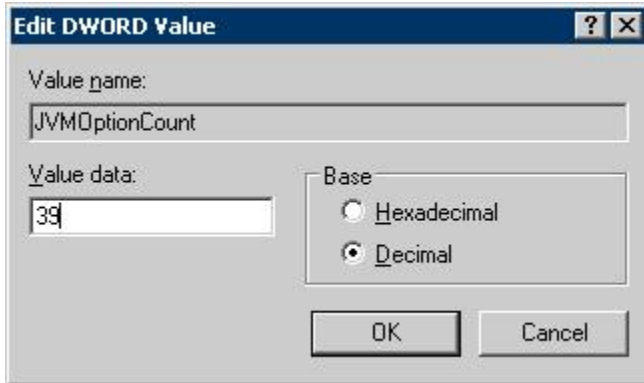 Edit DWORD Value
Value name:
JVMOptionCount
Value data:
39
Base
Hexadecimal
Decimal
OK
Cancel